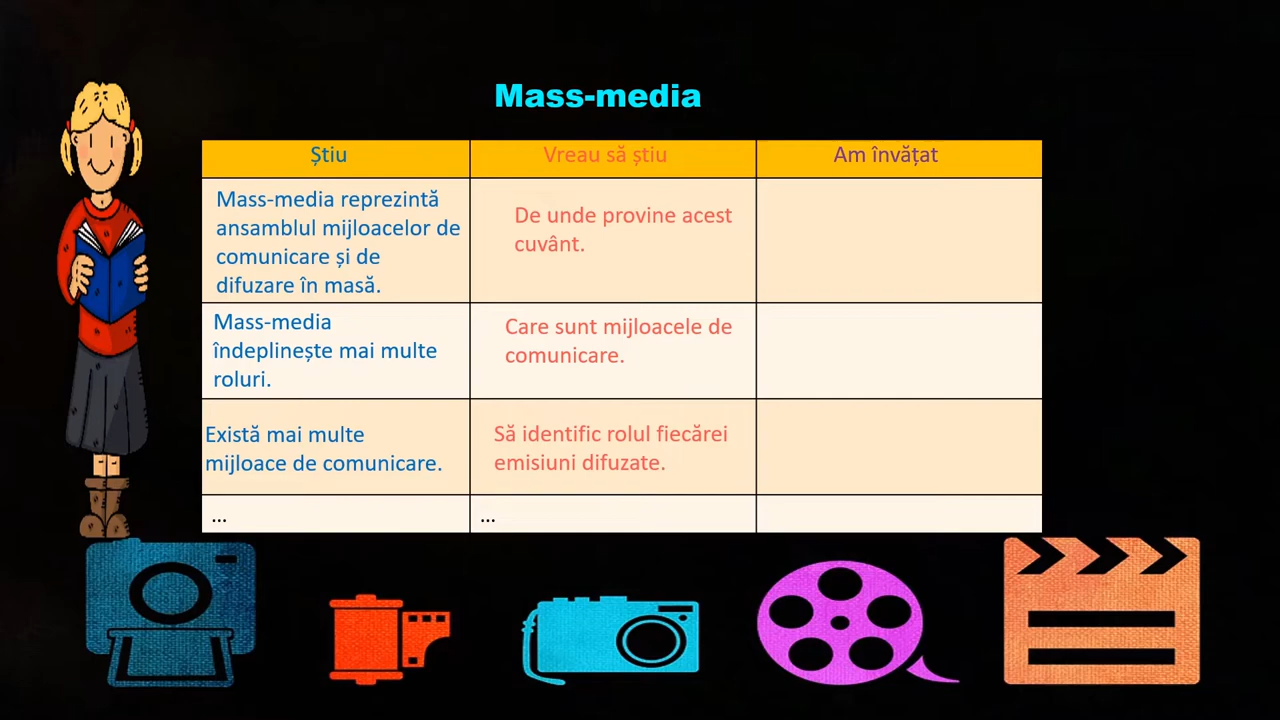 Mass-media
Știu
Vreau să știu
Am învățat
Mass-media reprezintă
ansamblul mijloacelor de
comunicare și de
difuzare în masă.
De unde provine acest
cuvânt.
Mass-media
îndeplinește mai multe
roluri.
Care sunt mijloacele de
comunicare.
Există mai multe
mijloace de comunicare.
Să identific rolul fiecărei
emisiuni difuzate.
...
...